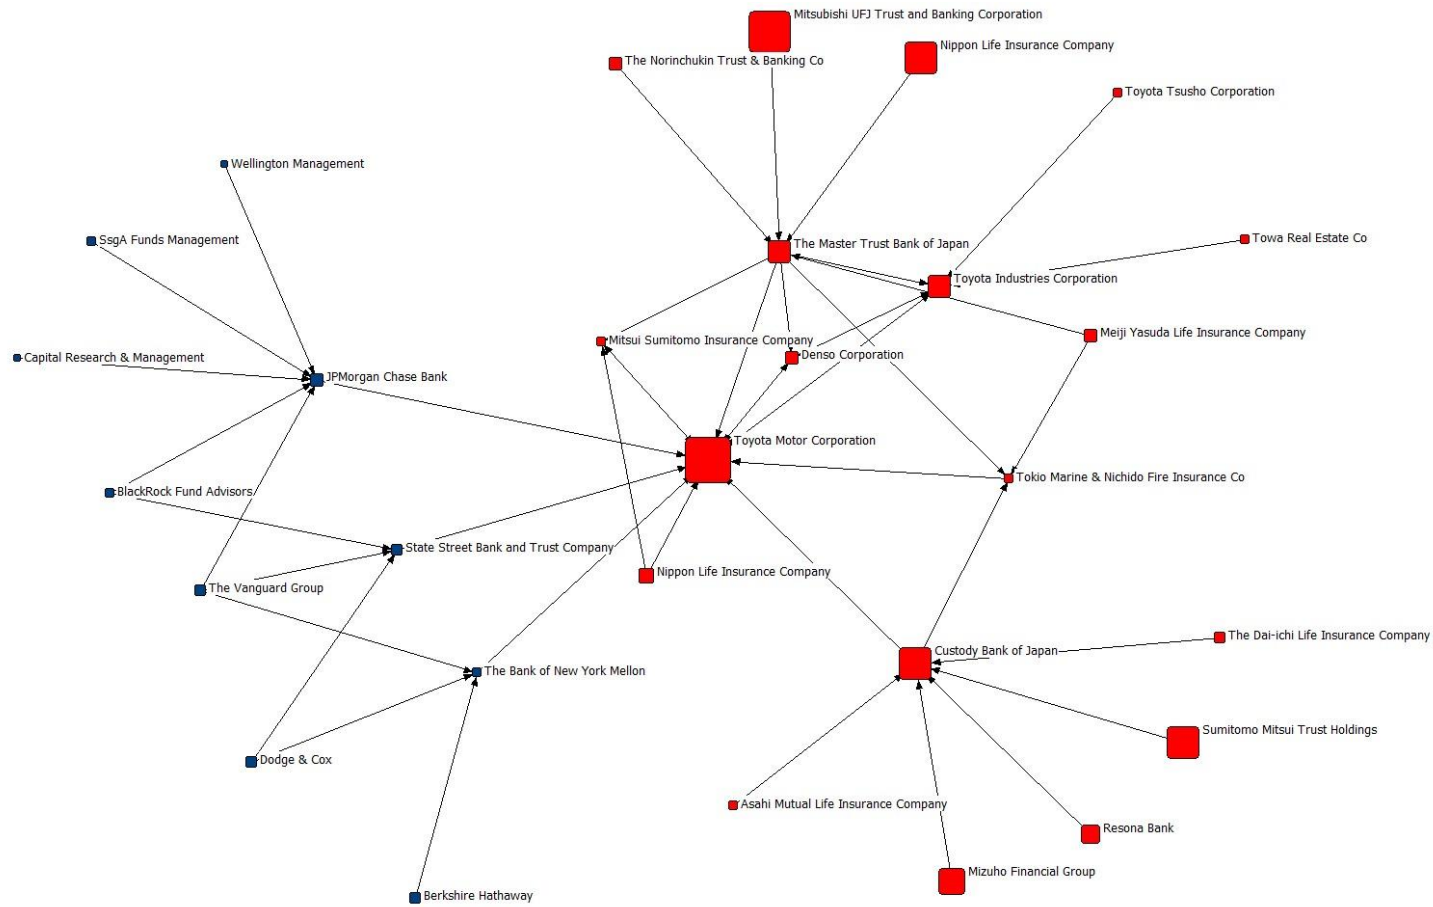 Mitsubishi UFJ Trust and Banking Corporation
Nippon Life Insurance Company
The Norinchukin Trust & Banking Co
Toyota Tsusho Corporation
Wellington Management
SsgA Funds Management
The Master Trust Bank of Japan
Towa Real Estate Co
Toyota Industries Corporation
Meiji Yasuda Life Insurance Company
Mitsui Sumitomo Insurance Company
Denso Corporation
Capital Research & Management
JPMorgan Chase Bank
Toyota Motor Corporation
Tokio Marine & Nichido Fire Insurance Co
BlackRock Fund Advisors
State Street Bank and Trust Company
Nippon Life Insurance Company
The Vanguard Group
The Dai-ichi Life Insurance Company
Custody Bank of Japan
The Bank of New York Mellon
Sumitomo Mitsui Trust Holdings
Dodge & Cox
Asahi Mutual Life Insurance Company
Resona Bank
Mizuho Financial Group
Berkshire Hathaway